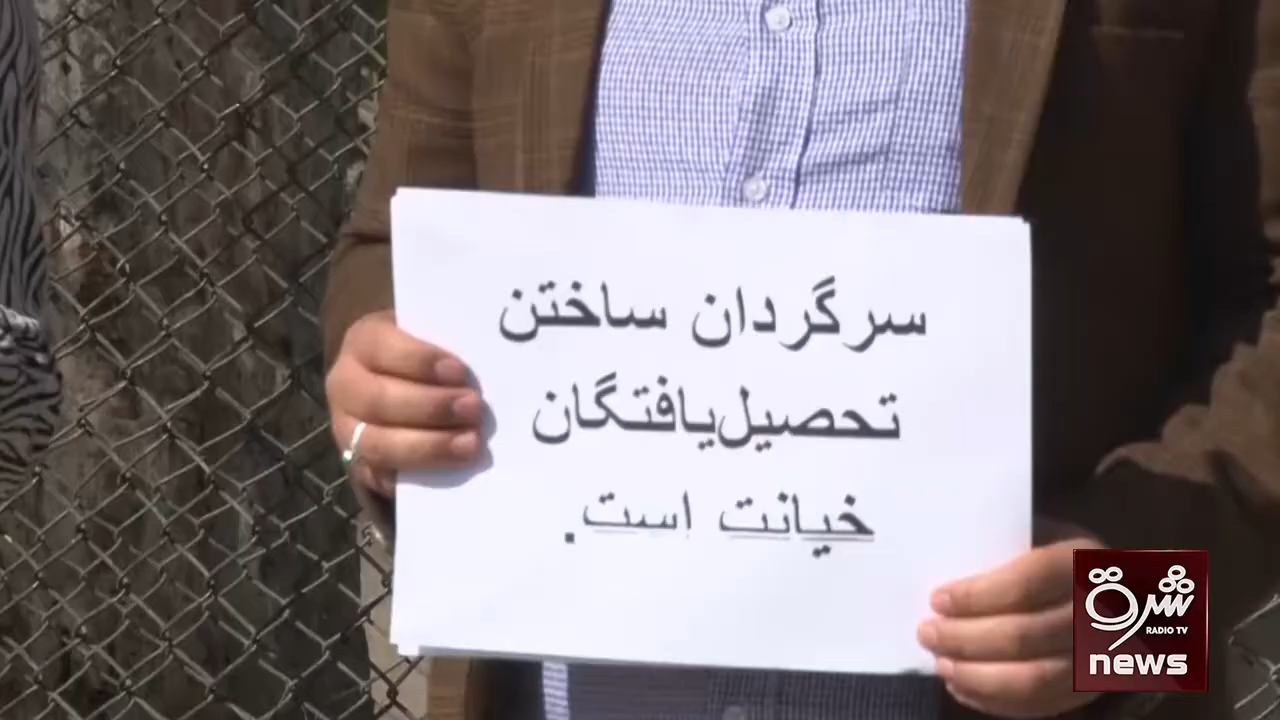 سرگردان ساختن
تحصیل‌یافتگان
خیانت است.
شرق
RADIO TV
news